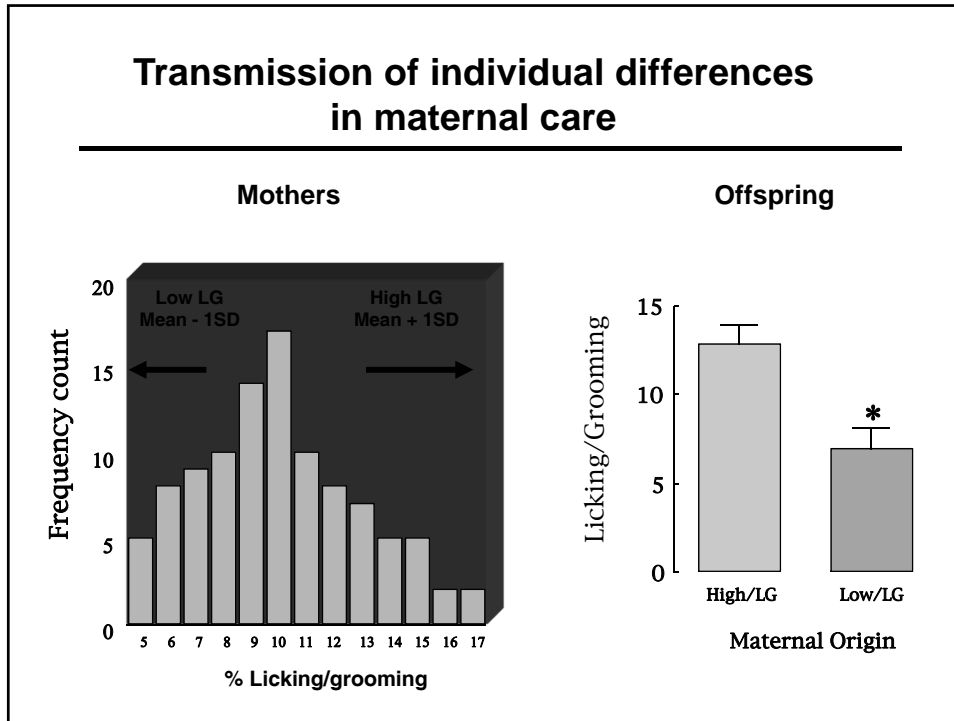 Transmission of individual differences
in maternal care
Mothers
Offspring
Low LG
Mean - 1SD
High LG
Mean + 1SD
Frequency count
20
15
10
5
0
5 6 7 8 9 10 11 12 13 14 15 16 17
% Licking/grooming
Licking/Grooming
15
10
5
0
*
High/LG Low/LG
Maternal Origin